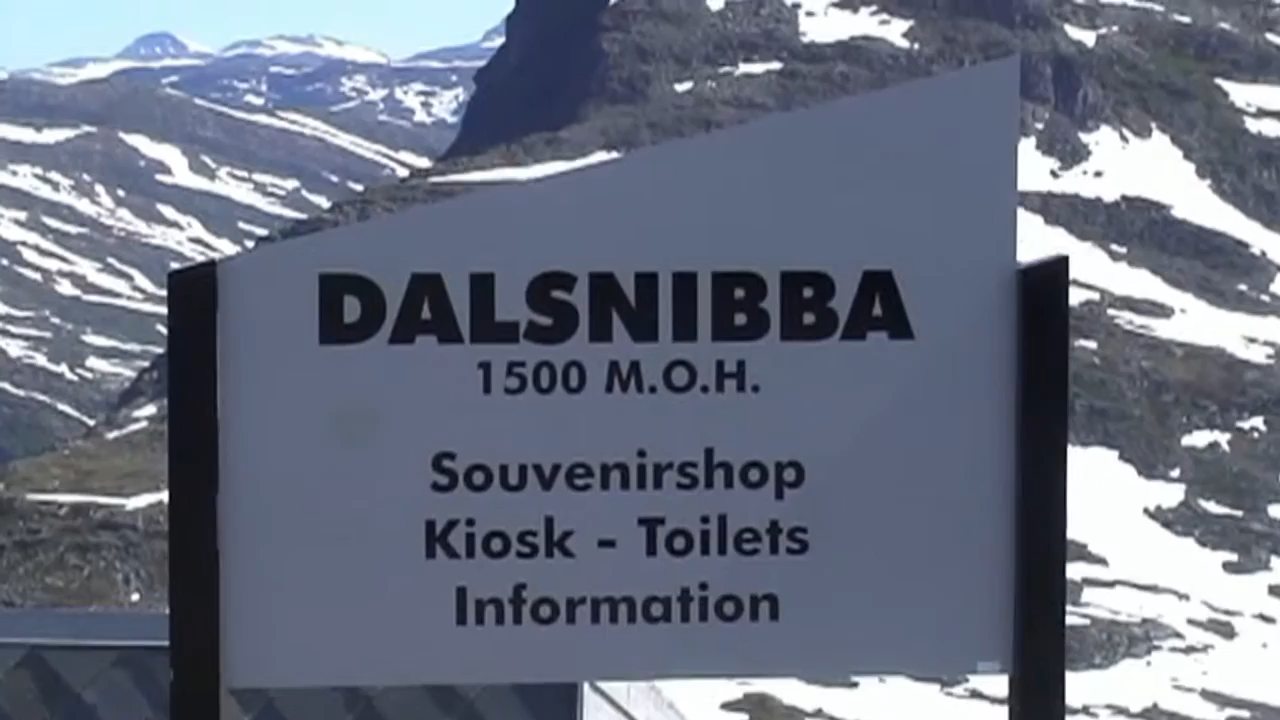 DALSNIBBA
1500 M.O.H.
Souvenirshop
Kiosk - Toilets
Information